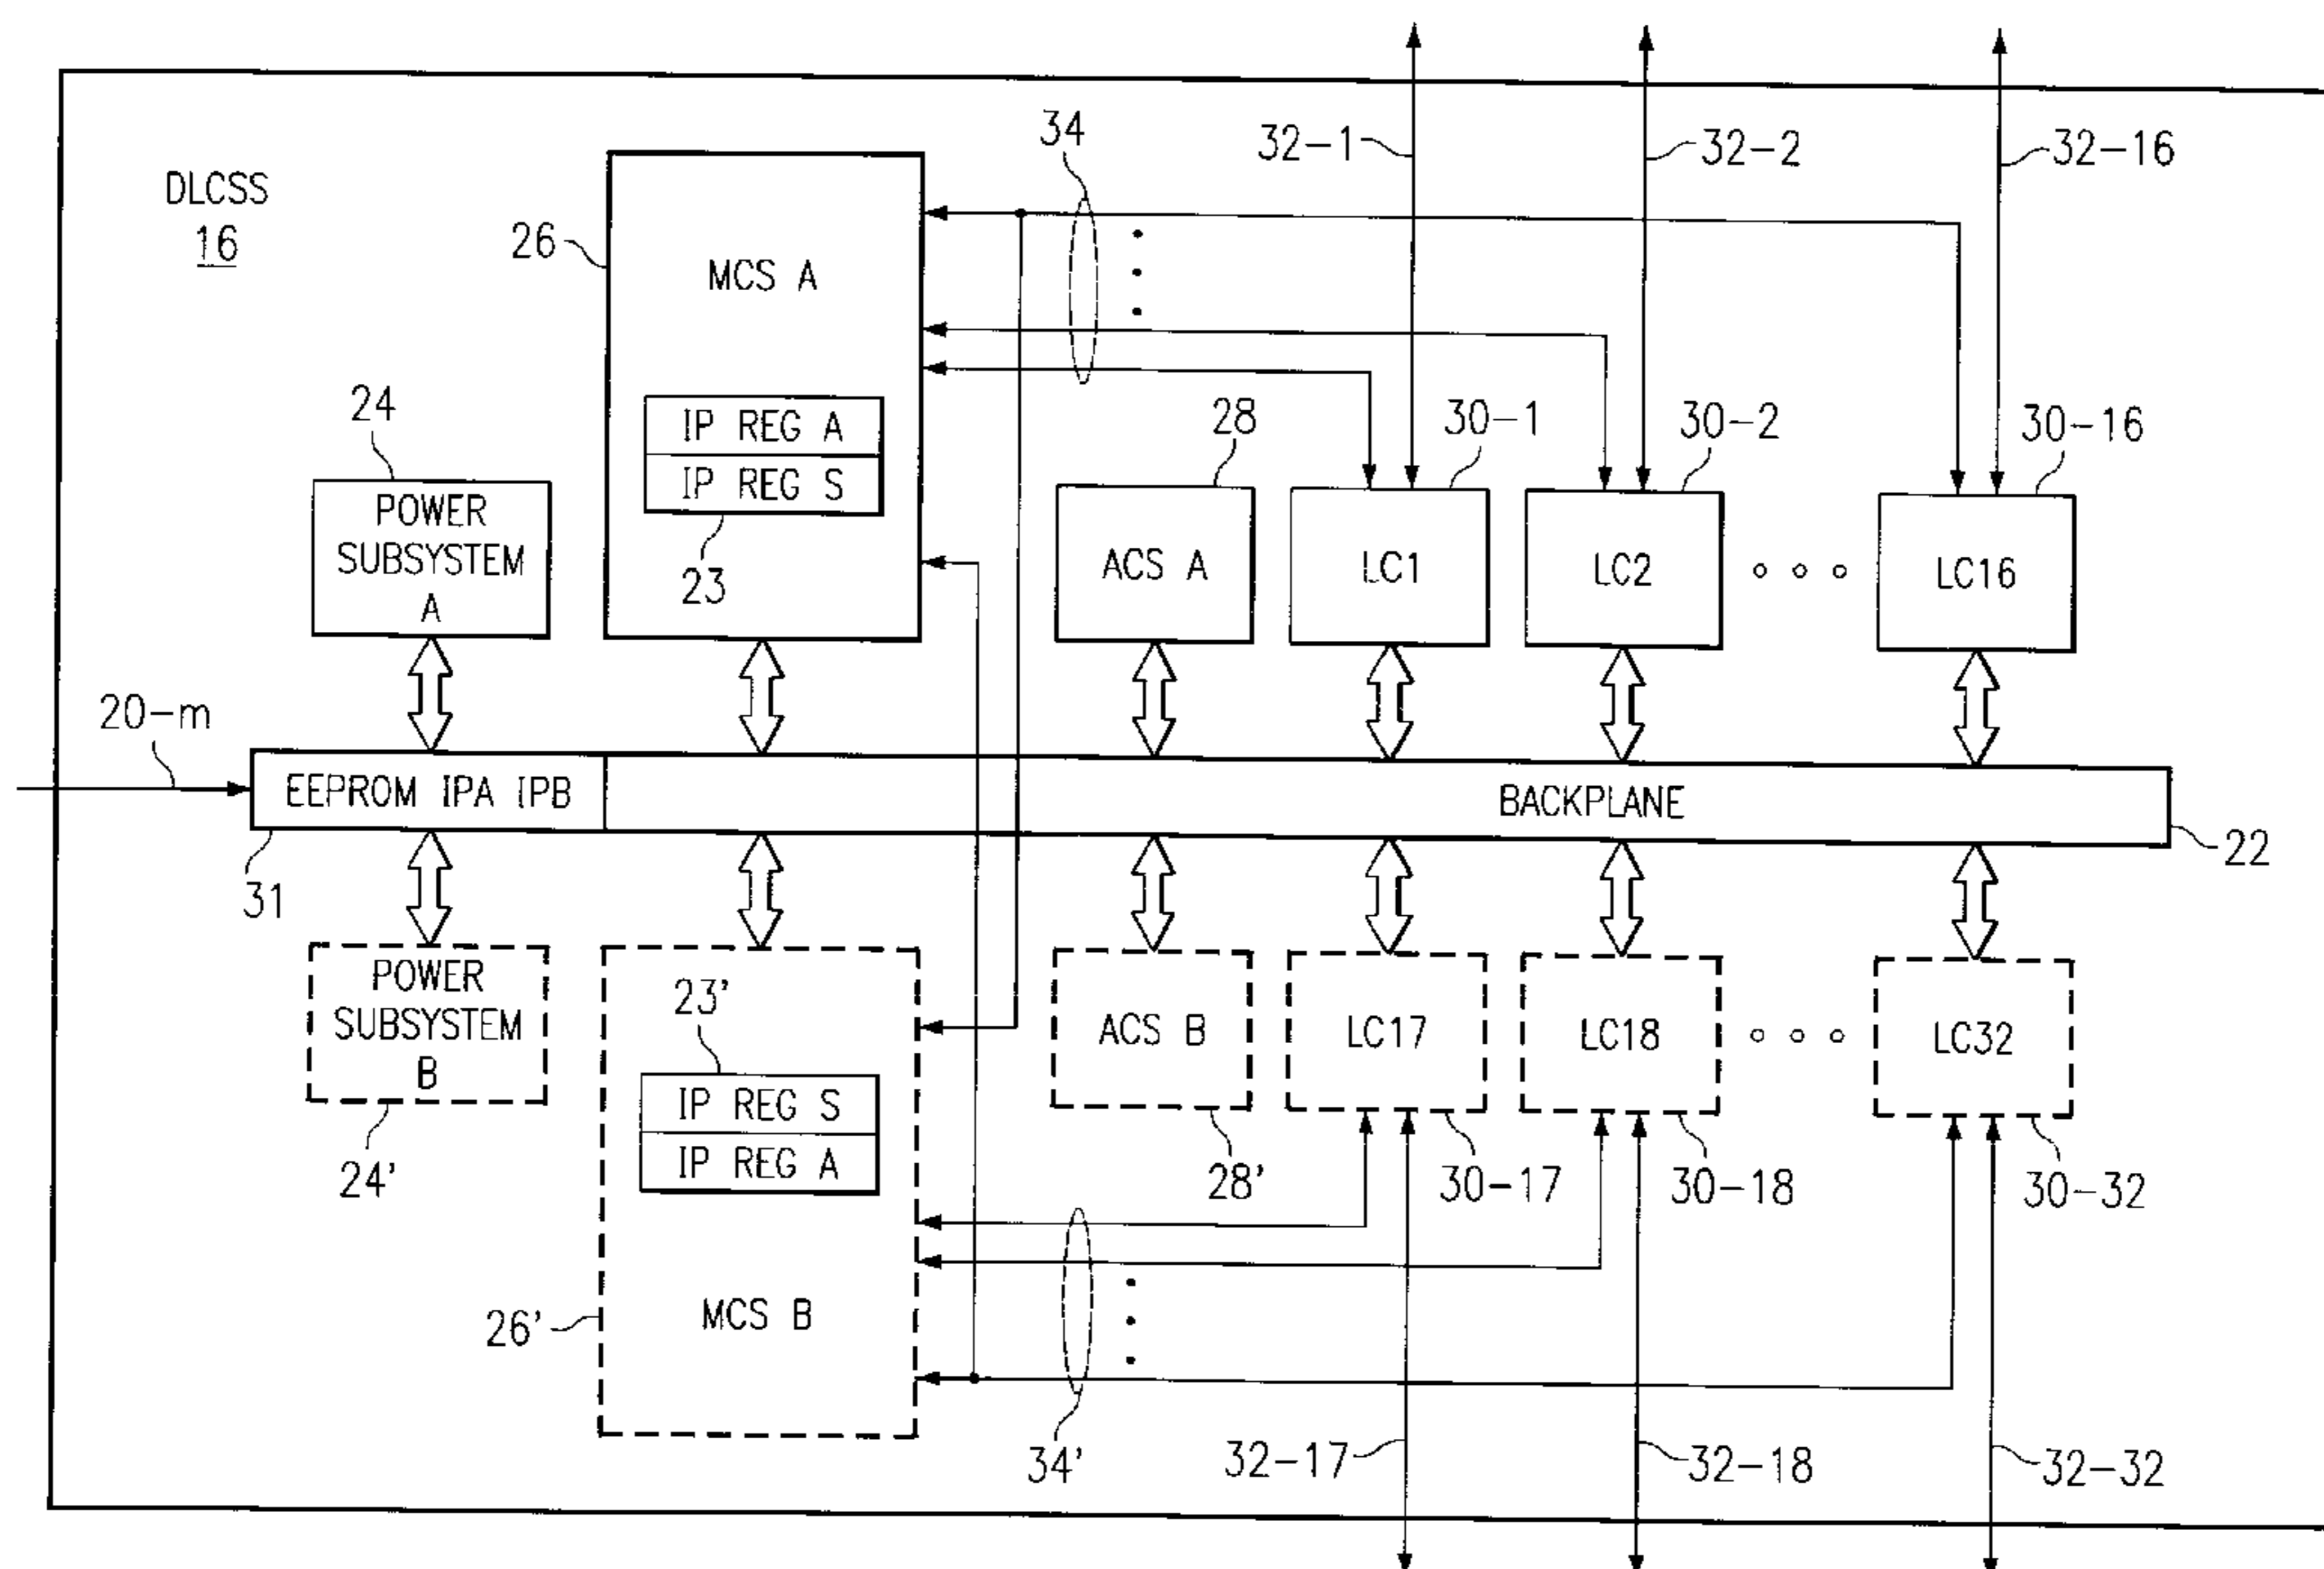 32-1
32-2
32-16
34
DLCSS
16
26
MCS A
24
IP REG A
IP REG S
23
28
30-1
30-2
30-16
POWER
SUBSYSTEM
A
ACS A
LC1
LC2
LC16
20-m
EEPROM IPA IPB
BACKPLANE
31
22
POWER
SUBSYSTEM
B
24'
23'
IP REG S
IP REG A
MCS B
26'
ACS B
LC17
LC18
LC32
28'
30-17
30-18
30-32
34'
32-17
32-18
32-32